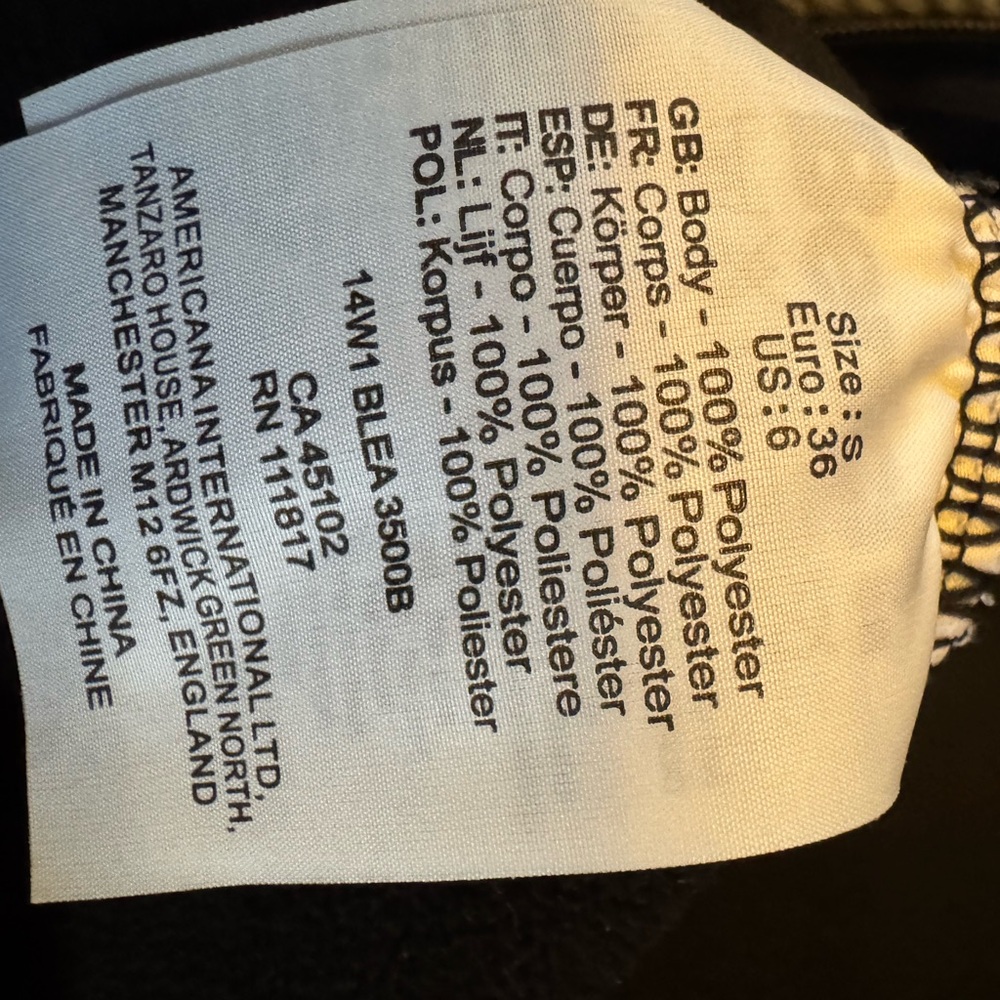 Size : S
Euro : 36
US : 6
GB: Body - 100% Polyester
FR: Corps - 100% Polyester
DE: Körper - 100% Polyester
ESP: Cuerpo - 100% Poliéster
IT: Corpo - 100% Poliestere
NL: Lijf - 100% Polyester
POL: Korpus - 100% Poliester
14W1 BLEA 3500B
CA 45102
RN 111817
AMERICANA INTERNATIONAL LTD,
TANZARO HOUSE, ARDWICK GREEN NORTH,
MANCHESTER M12 6FZ, ENGLAND
MADE IN CHINA
FABRIQUÉ EN CHINE